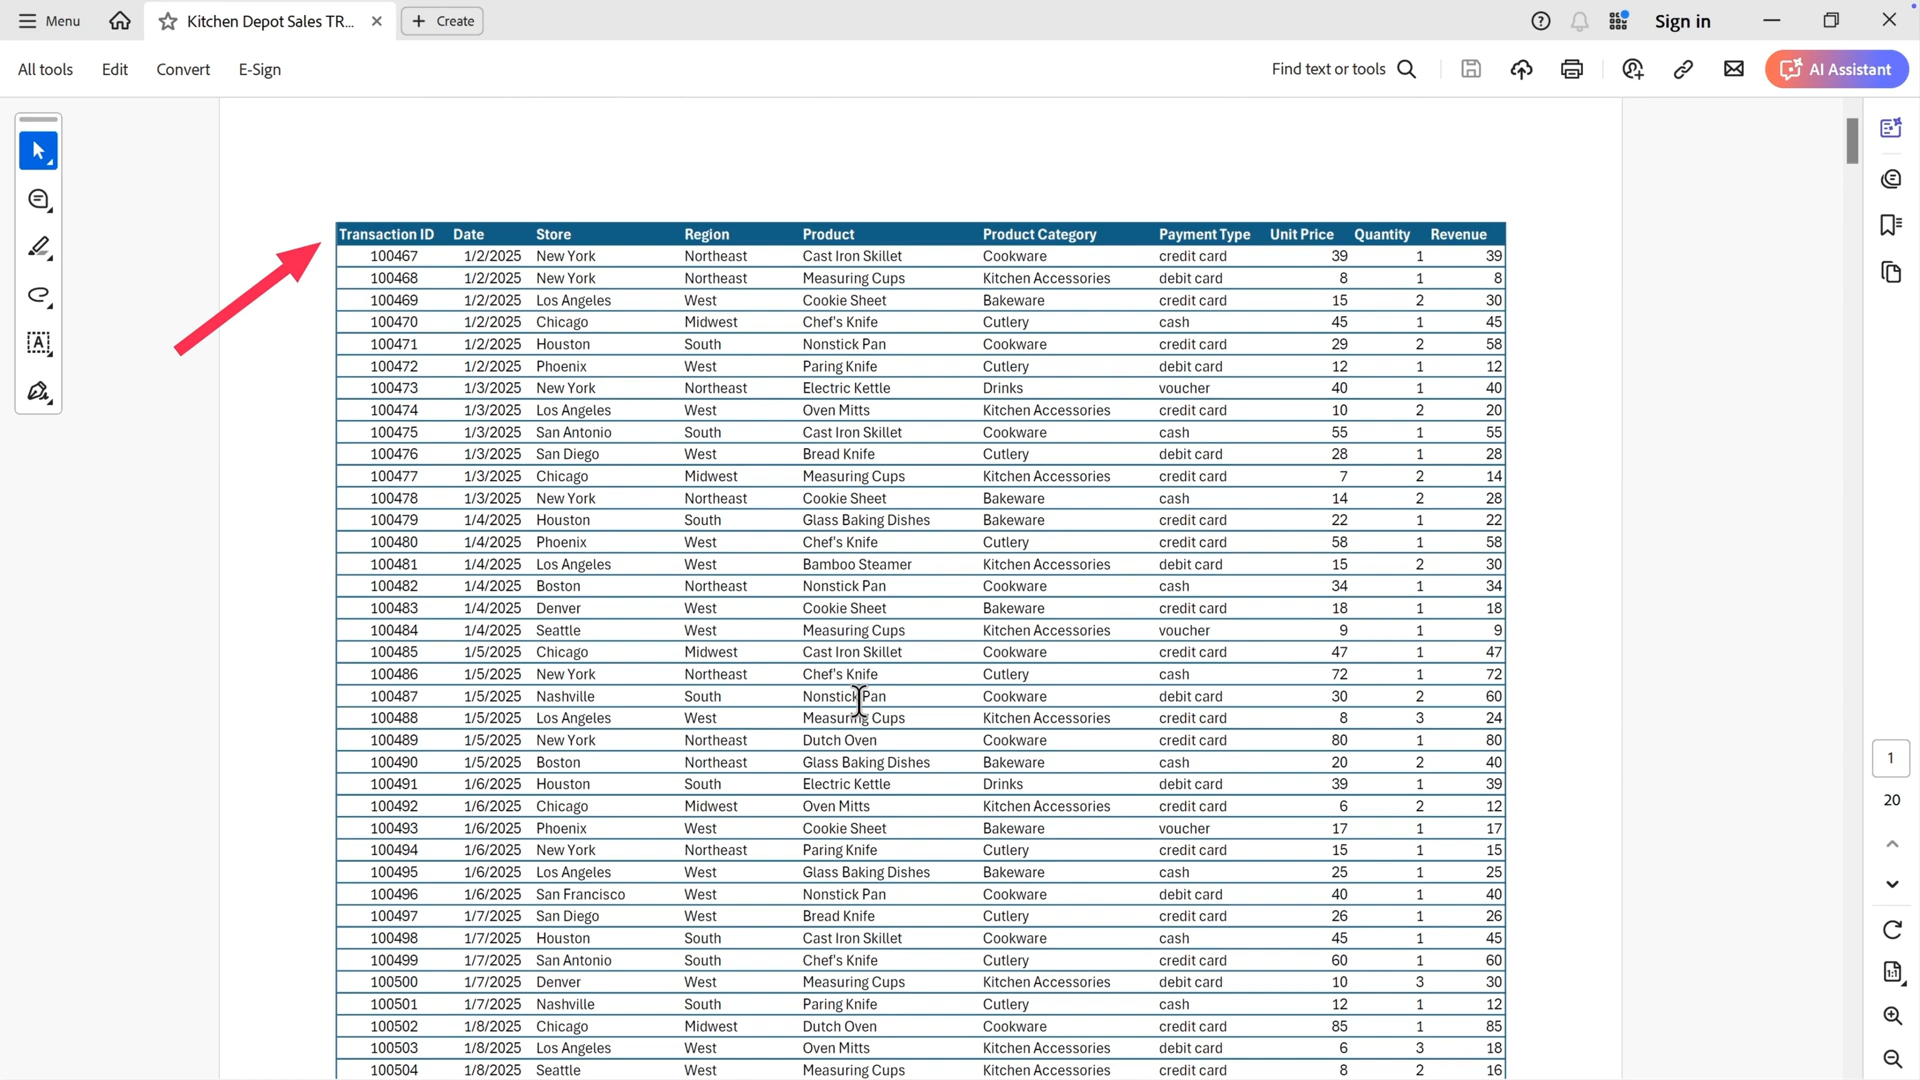 Menu
Kitchen Depot Sales TR...
Create
Sign in
All tools Edit Convert E-Sign
Find text or tools
AI Assistant
Transaction ID Date Store Region Product Product Category Payment Type Unit Price Quantity Revenue
100467 1/2/2025 New York Northeast Cast Iron Skillet Cookware credit card 39 1 39
100468 1/2/2025 New York Northeast Measuring Cups Kitchen Accessories debit card 8 1 8
100469 1/2/2025 Los Angeles West Cookie Sheet Bakeware credit card 15 2 30
100470 1/2/2025 Chicago Midwest Chef's Knife Cutlery cash 45 1 45
100471 1/2/2025 Houston South Nonstick Pan Cookware credit card 29 2 58
100472 1/2/2025 Phoenix West Paring Knife Cutlery debit card 12 1 12
100473 1/3/2025 New York Northeast Electric Kettle Drinks voucher 40 1 40
100474 1/3/2025 Los Angeles West Oven Mitts Kitchen Accessories credit card 10 2 20
100475 1/3/2025 San Antonio South Cast Iron Skillet Cookware cash 55 1 55
100476 1/3/2025 San Diego West Bread Knife Cutlery debit card 28 1 28
100477 1/3/2025 Chicago Midwest Measuring Cups Kitchen Accessories credit card 7 2 14
100478 1/3/2025 New York Northeast Cookie Sheet Bakeware cash 14 2 28
100479 1/4/2025 Houston South Glass Baking Dishes Bakeware credit card 22 1 22
100480 1/4/2025 Phoenix West Chef's Knife Cutlery credit card 58 1 58
100481 1/4/2025 Los Angeles West Bamboo Steamer Kitchen Accessories debit card 15 2 30
100482 1/4/2025 Boston Northeast Nonstick Pan Cookware cash 34 1 34
100483 1/4/2025 Denver West Cookie Sheet Bakeware credit card 18 1 18
100484 1/4/2025 Seattle West Measuring Cups Kitchen Accessories voucher 9 1 9
100485 1/5/2025 Chicago Midwest Cast Iron Skillet Cookware credit card 47 1 47
100486 1/5/2025 New York Northeast Chef's Knife Cutlery cash 72 1 72
100487 1/5/2025 Nashville South Nonstick Pan Cookware debit card 30 2 60
100488 1/5/2025 Los Angeles West Measuring Cups Kitchen Accessories credit card 8 3 24
100489 1/5/2025 New York Northeast Dutch Oven Cookware credit card 80 1 80
100490 1/5/2025 Boston Northeast Glass Baking Dishes Bakeware cash 20 2 40
100491 1/6/2025 Houston South Electric Kettle Drinks debit card 39 1 39
100492 1/6/2025 Chicago Midwest Oven Mitts Kitchen Accessories credit card 6 2 12
100493 1/6/2025 Phoenix West Cookie Sheet Bakeware voucher 17 1 17
100494 1/6/2025 New York Northeast Paring Knife Cutlery credit card 15 1 15
100495 1/6/2025 Los Angeles West Glass Baking Dishes Bakeware cash 25 1 25
100496 1/6/2025 San Francisco West Nonstick Pan Cookware debit card 40 1 40
100497 1/7/2025 San Diego West Bread Knife Cutlery credit card 26 1 26
100498 1/7/2025 Houston South Cast Iron Skillet Cookware cash 45 1 45
100499 1/7/2025 San Antonio South Chef's Knife Cutlery credit card 60 1 60
100500 1/7/2025 Denver West Measuring Cups Kitchen Accessories debit card 10 3 30
100501 1/7/2025 Nashville South Paring Knife Cutlery cash 12 1 12
100502 1/8/2025 Chicago Midwest Dutch Oven Cookware credit card 85 1 85
100503 1/8/2025 Los Angeles West Oven Mitts Kitchen Accessories debit card 6 3 18
100504 1/8/2025 Seattle West Measuring Cups Kitchen Accessories credit card 8 2 16
1
20